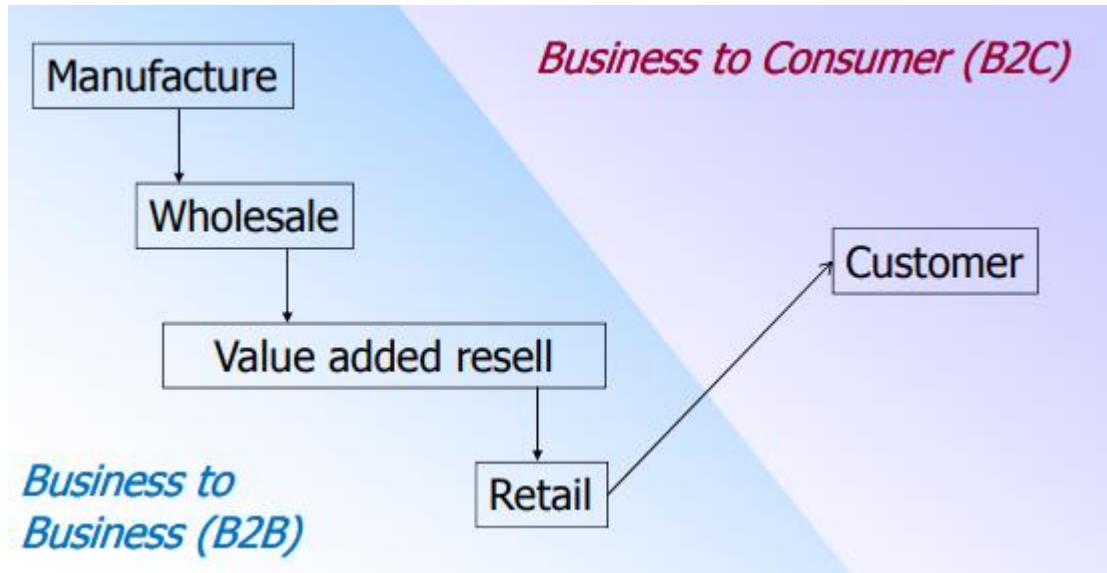 Manufacture
Business to Consumer (B2C)
Wholesale
Customer
Value added resell
Retail
Business to
Business (B2B)